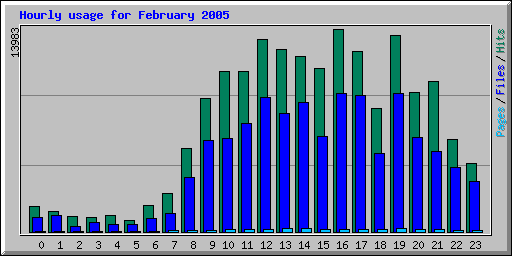 Hourly usage for February 2005
13983
Pages/Files/Hits
0 1 2 3 4 5 6 7 8 9 10 11 12 13 14 15 16 17 18 19 20 21 22 23